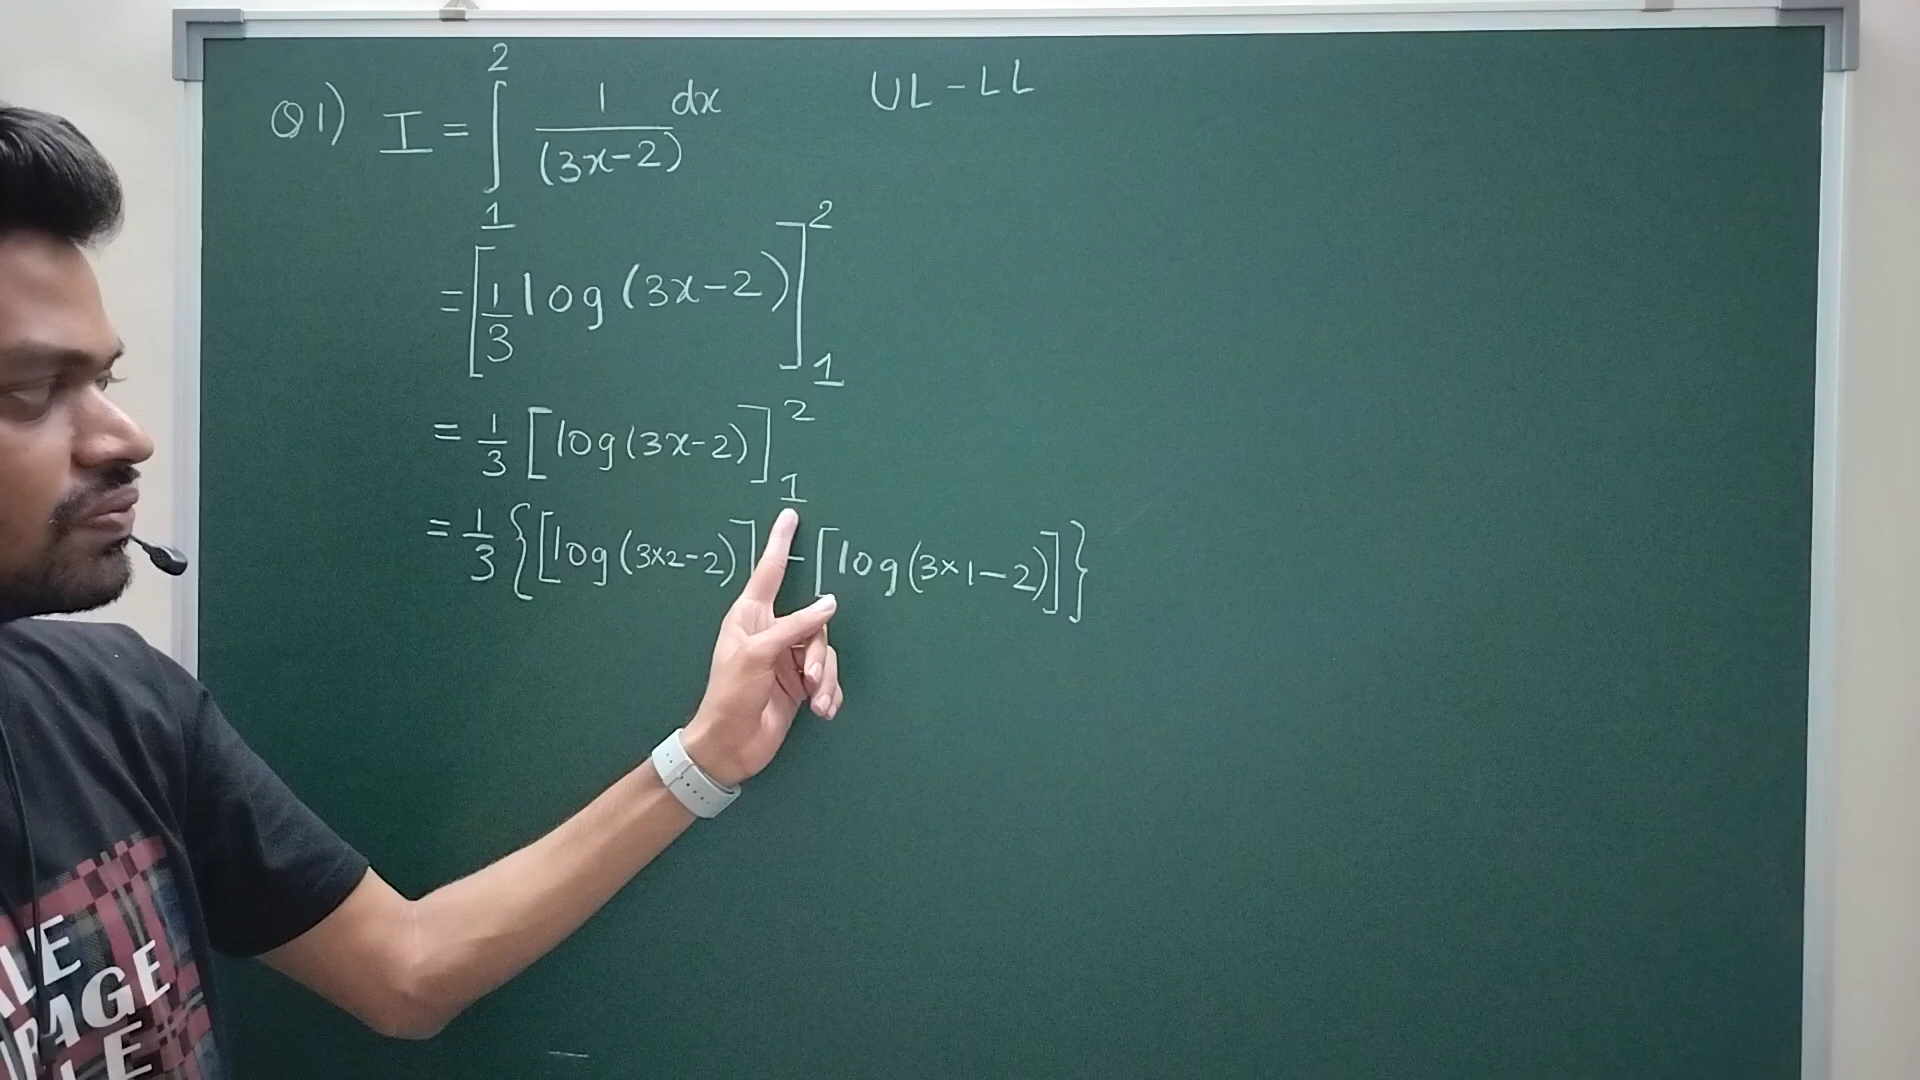 Q1) I = ∫₁² 1/(3x-2) dx
UL - LL
= [1/3 log(3x-2)]₁²
= 1/3 [log(3x-2)]₁²
= 1/3 {[log(3×2-2)] - [log(3×1-2)]}